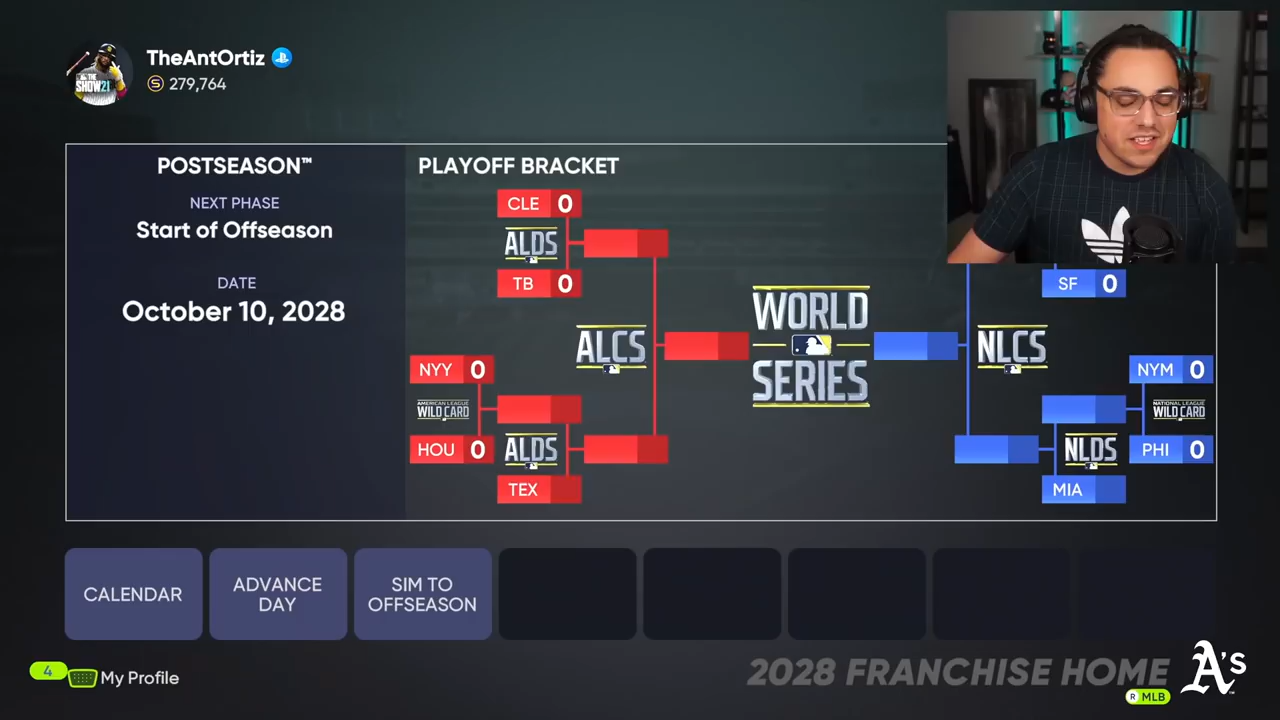 TheAntOrtiz
THE SHOW21
S 279,764
POSTSEASON™
NEXT PHASE
Start of Offseason
DATE
October 10, 2028
PLAYOFF BRACKET
CLE 0
ALDS
TB 0
ALCS
NYY 0
AMERICAN LEAGUE
WILD CARD
HOU 0
ALDS
TEX
WORLD
SERIES
SF 0
NLCS
NYM 0
NATIONAL LEAGUE
WILD CARD
NLDS
PHI 0
MIA
CALENDAR
ADVANCE
DAY
SIM TO
OFFSEASON
4 My Profile
2028 FRANCHISE HOME
A's
R MLB